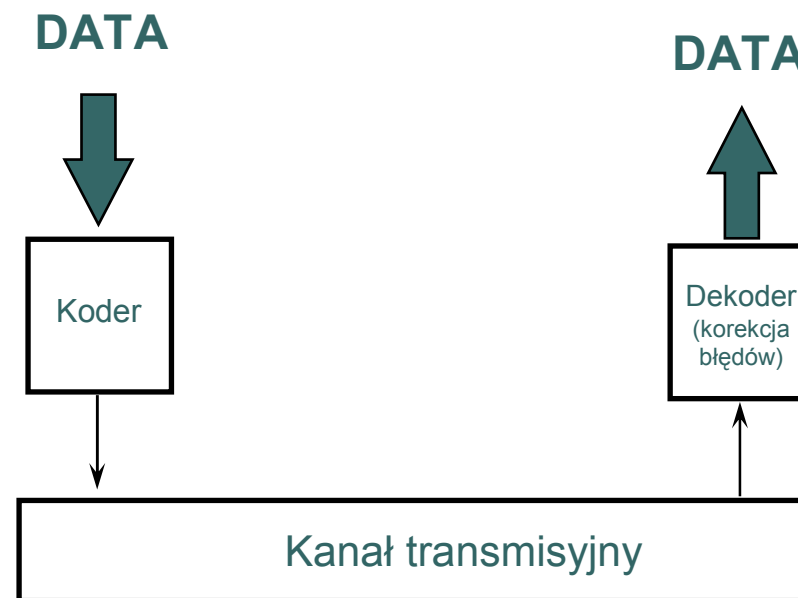 DATA
DATA
Koder
Dekoder
(korekcja
błędów)
Kanał transmisyjny